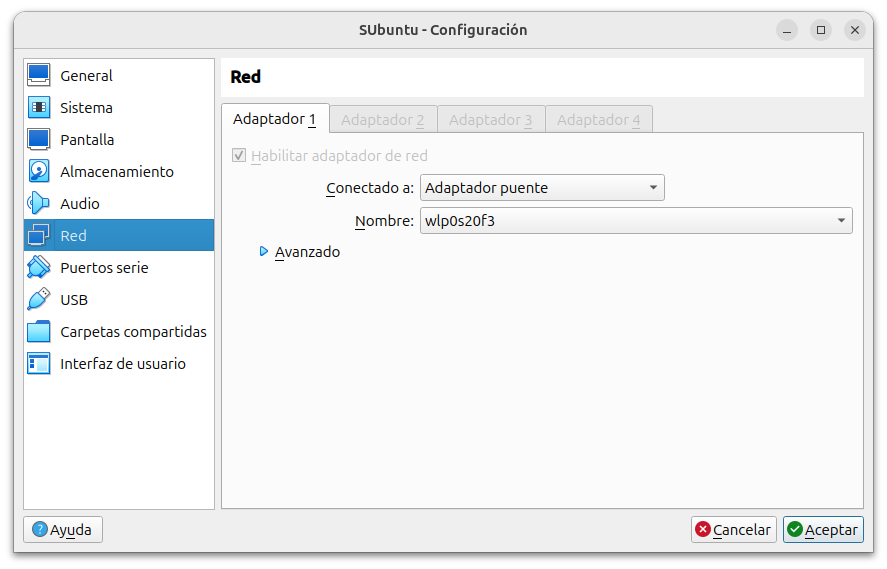 SUbuntu - Configuración
General
Sistema
Pantalla
Almacenamiento
Audio
Red
Puertos serie
USB
Carpetas compartidas
Interfaz de usuario
Red
Adaptador 1 Adaptador 2 Adaptador 3 Adaptador 4
Habilitar adaptador de red
Conectado a: Adaptador puente
Nombre: wlp0s20f3
Avanzado
Ayuda Cancelar Aceptar